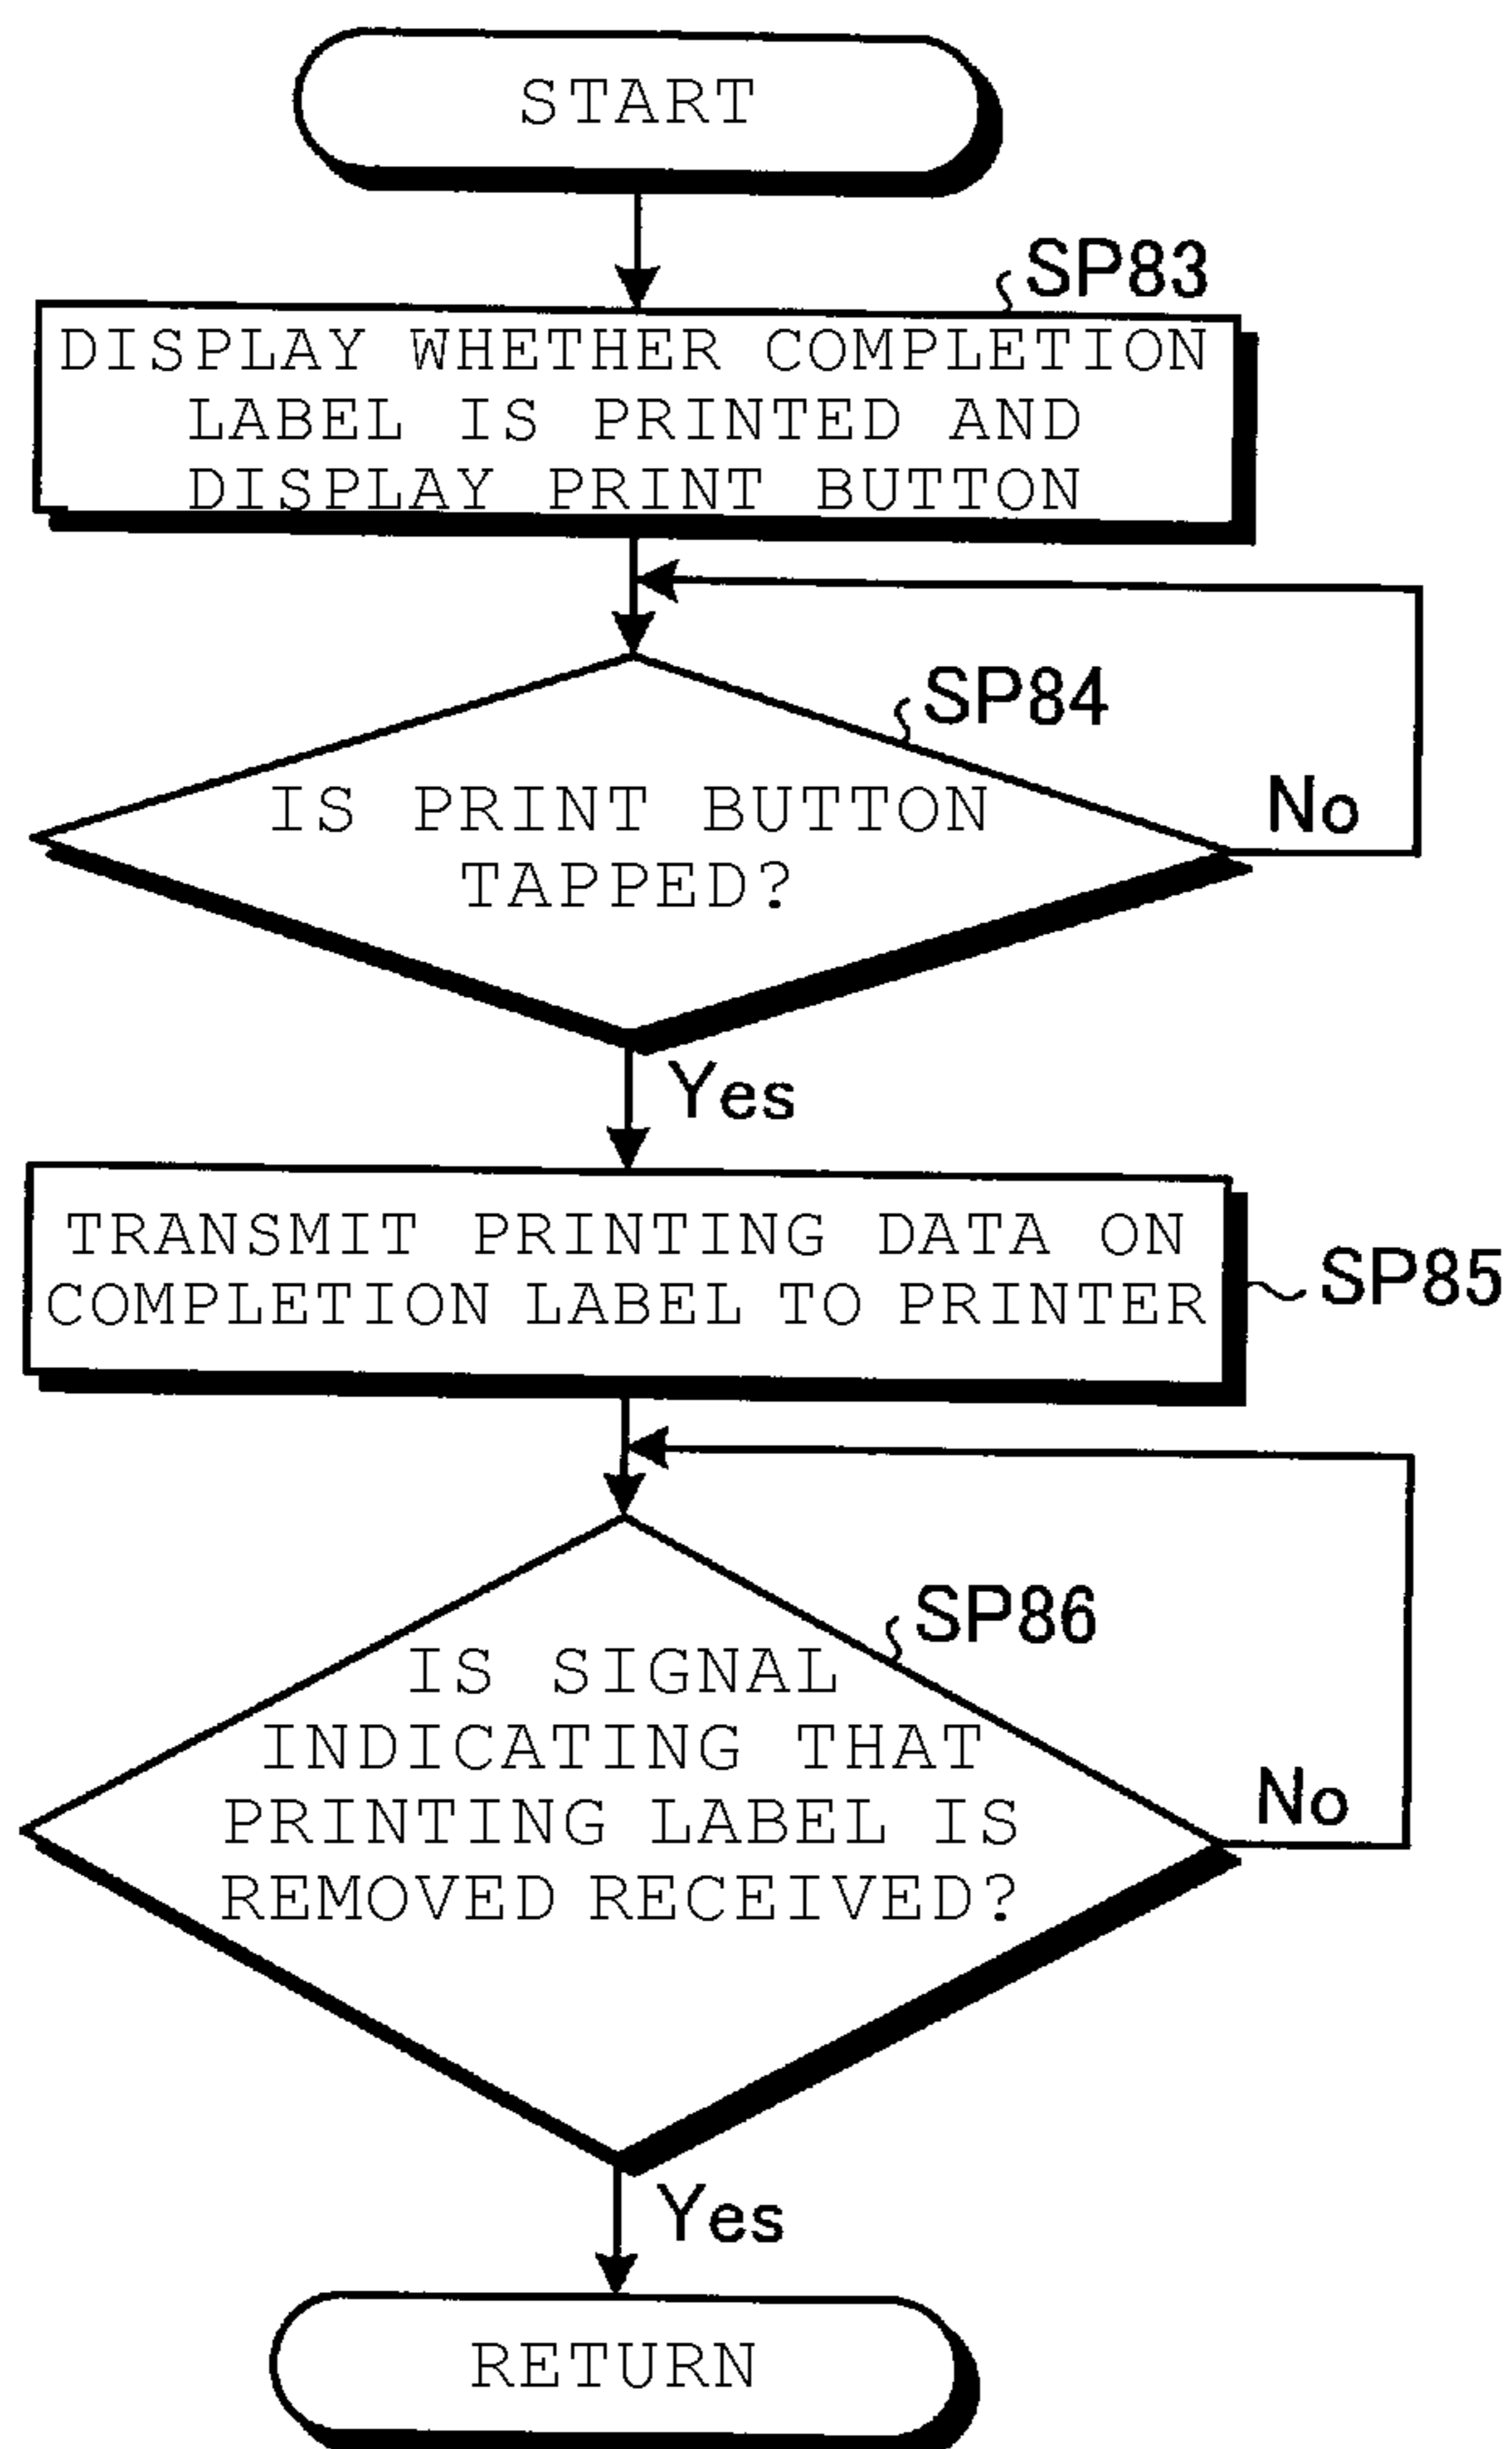 START
SP83
DISPLAY WHETHER COMPLETION
LABEL IS PRINTED AND
DISPLAY PRINT BUTTON
SP84
IS PRINT BUTTON
TAPPED?
No
Yes
TRANSMIT PRINTING DATA ON
COMPLETION LABEL TO PRINTER
SP85
SP86
IS SIGNAL
INDICATING THAT
PRINTING LABEL IS
REMOVED RECEIVED?
No
Yes
RETURN